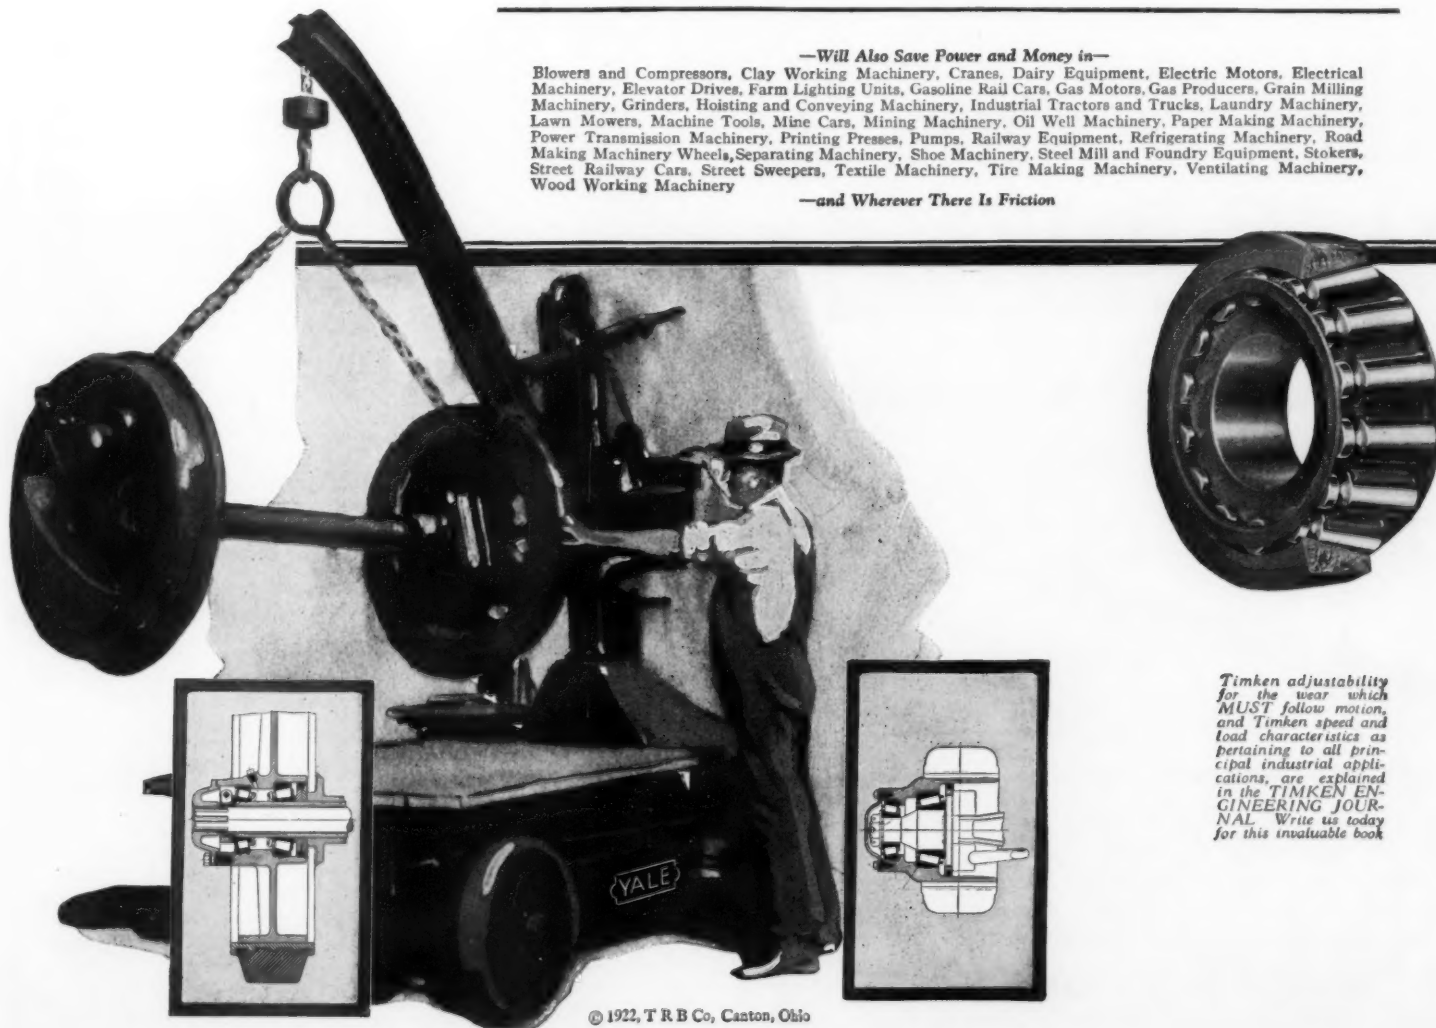 —Will Also Save Power and Money in—
Blowers and Compressors, Clay Working Machinery, Cranes, Dairy Equipment, Electric Motors, Electrical
Machinery, Elevator Drives, Farm Lighting Units, Gasoline Rail Cars, Gas Motors, Gas Producers, Grain Milling
Machinery, Grinders, Hoisting and Conveying Machinery, Industrial Tractors and Trucks, Laundry Machinery,
Lawn Mowers, Machine Tools, Mine Cars, Mining Machinery, Oil Well Machinery, Paper Making Machinery,
Power Transmission Machinery, Printing Presses, Pumps, Railway Equipment, Refrigerating Machinery, Road
Making Machinery Wheels, Separating Machinery, Shoe Machinery, Steel Mill and Foundry Equipment, Stokers,
Street Railway Cars, Street Sweepers, Textile Machinery, Tire Making Machinery, Ventilating Machinery,
Wood Working Machinery
—and Wherever There Is Friction
Timken adjustability
for the wear which
MUST follow motion,
and Timken speed and
load characteristics as
pertaining to all prin-
cipal industrial appli-
cations, are explained
in the TIMKEN EN-
GINEERING JOUR-
NAL Write us today
for this invaluable book
YALE
© 1922, T R B Co, Canton, Ohio